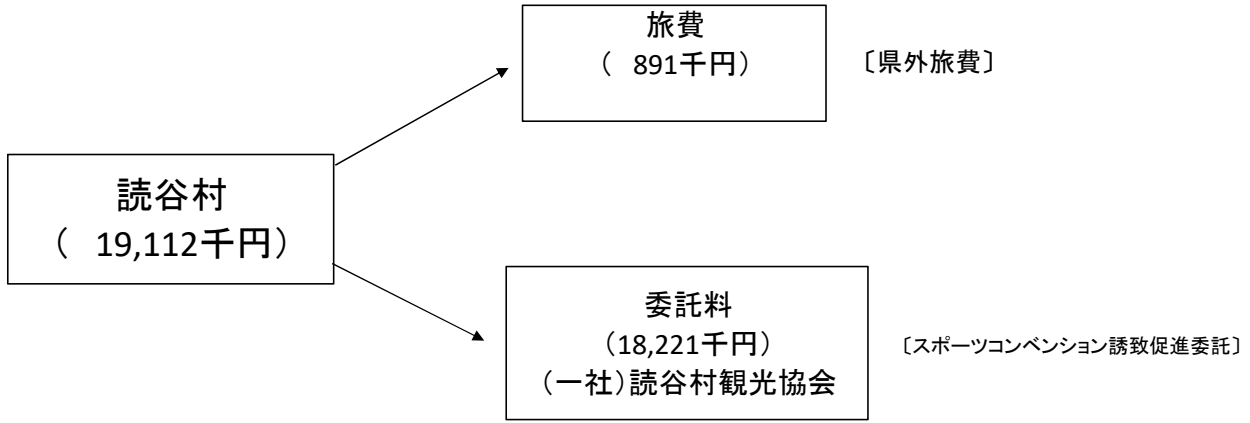 旅費
（ 891千円）
〔県外旅費〕
読谷村
（ 19,112千円）
委託料
（18,221千円）
（一社）読谷村観光協会
〔スポーツコンベンション誘致促進委託〕